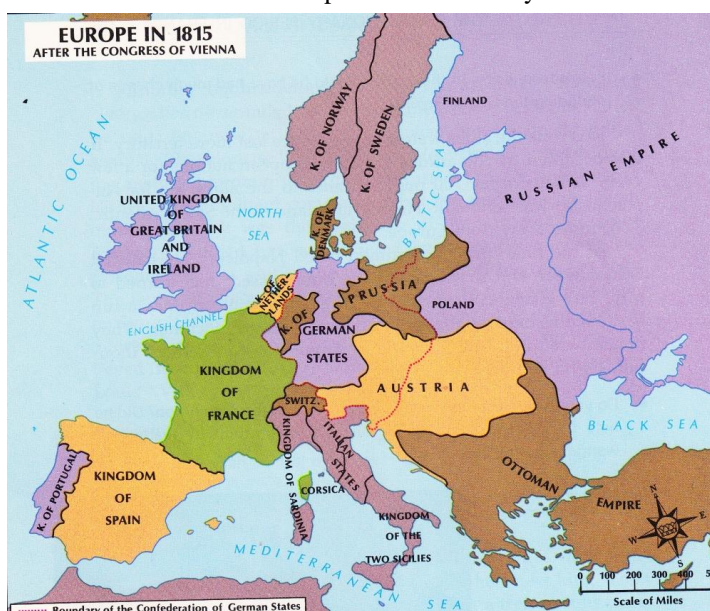 EUROPE IN 1815
AFTER THE CONGRESS OF VIENNA
ATLANTIC OCEAN
K. OF NORWAY
K. OF SWEDEN
FINLAND
RUSSIAN EMPIRE
UNITED KINGDOM
OF
GREAT BRITAIN
AND
IRELAND
NORTH
SEA
K. OF
DENMARK
BALTIC SEA
K. OF
NETHER-
LANDS
K. OF
PRUSSIA
POLAND
ENGLISH CHANNEL
GERMAN
STATES
KINGDOM
OF
FRANCE
AUSTRIA
SWITZ.
BLACK SEA
KINGDOM OF SARDINIA
ITALIAN
STATES
K. OF PORTUGAL
KINGDOM
OF
SPAIN
CORSICA
OTTOMAN
EMPIRE
KINGDOM
OF THE
TWO SICILIES
N
W
E
S
MEDITERRANEAN SEA
0 100 200 300 400
Scale of Miles
Boundary of the Confederation of German States